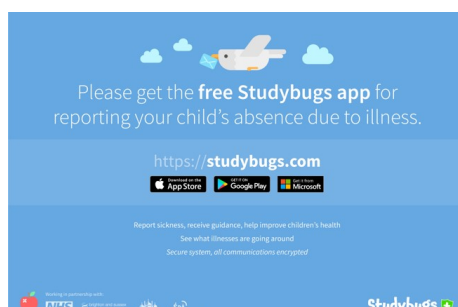 Please get the free Studybugs app for
reporting your child's absence due to illness.
https://studybugs.com
Download on the App Store
GET IT ON Google Play
Get it from Microsoft
Report sickness, receive guidance, help improve children's health
See what illnesses are going around
Secure system, all communications encrypted
Working in partnership with:
NHS
Studybugs